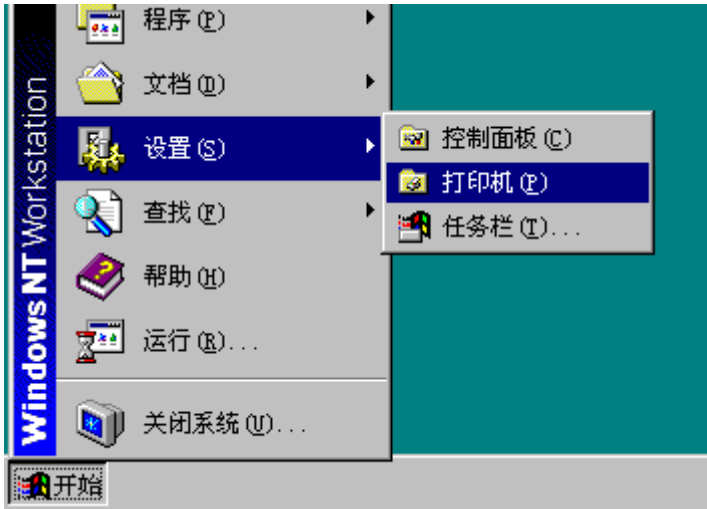 Windows NT Workstation
程序(P)
文档(D)
设置(S)
控制面板(C)
打印机(P)
任务栏(T)...
查找(F)
帮助(H)
运行(R)...
关闭系统(U)...
开始